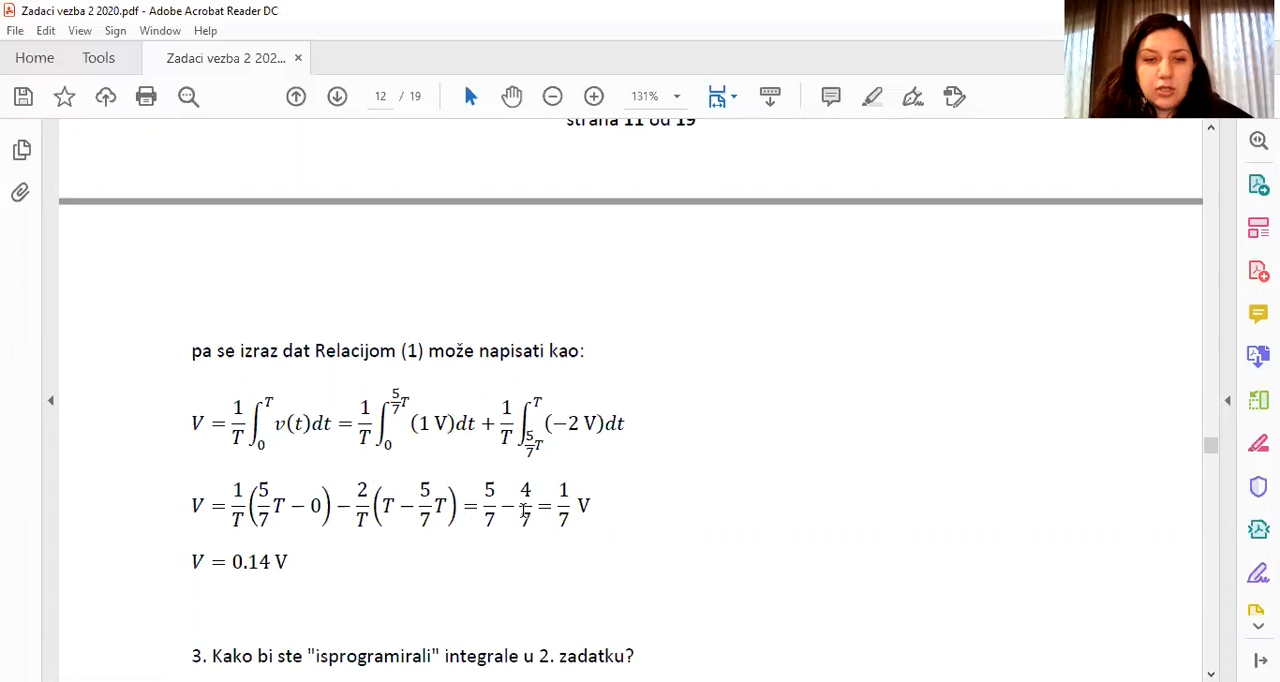 Zadaci vezba 2 2020.pdf - Adobe Acrobat Reader DC
File Edit View Sign Window Help
Home Tools Zadaci vezba 2 202... ×
12 / 19 131%
strana 11 od 19
pa se izraz dat Relacijom (1) može napisati kao:
V = 1/T ∫₀^T v(t)dt = 1/T ∫₀^(5/7 T) (1 V)dt + 1/T ∫_(5/7 T)^T (−2 V)dt
V = 1/T (5/7 T − 0) − 2/T (T − 5/7 T) = 5/7 − 4/7 = 1/7 V
V = 0.14 V
3. Kako bi ste "isprogramirali" integrale u 2. zadatku?